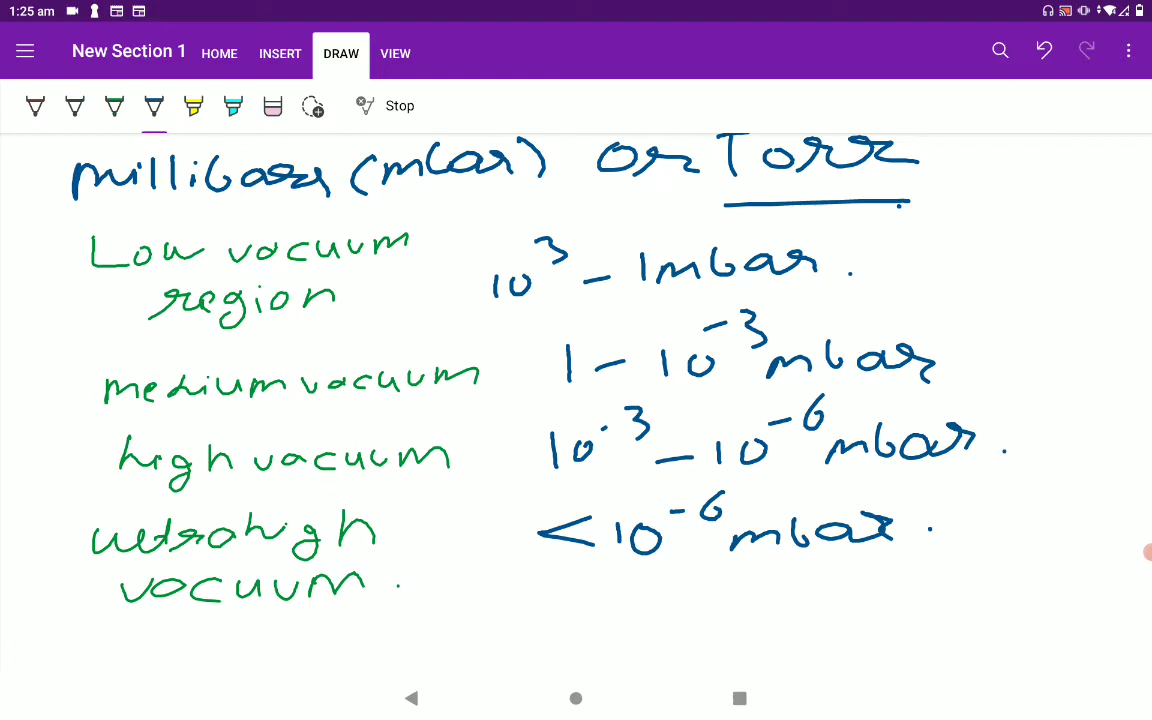 1:25 am
New Section 1 HOME INSERT DRAW VIEW
Stop
millibars (mbar) or Torr
Low vacuum region 10³ - 1mbar.
medium vacuum 1 - 10⁻³ mbar
high vacuum 10⁻³ - 10⁻⁶ mbar.
ultrahigh vacuum. < 10⁻⁶ mbar.